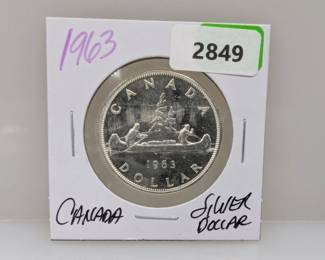 1963
2849
CANADA
1963
DOLLAR
CANADA
SILVER
DOLLAR